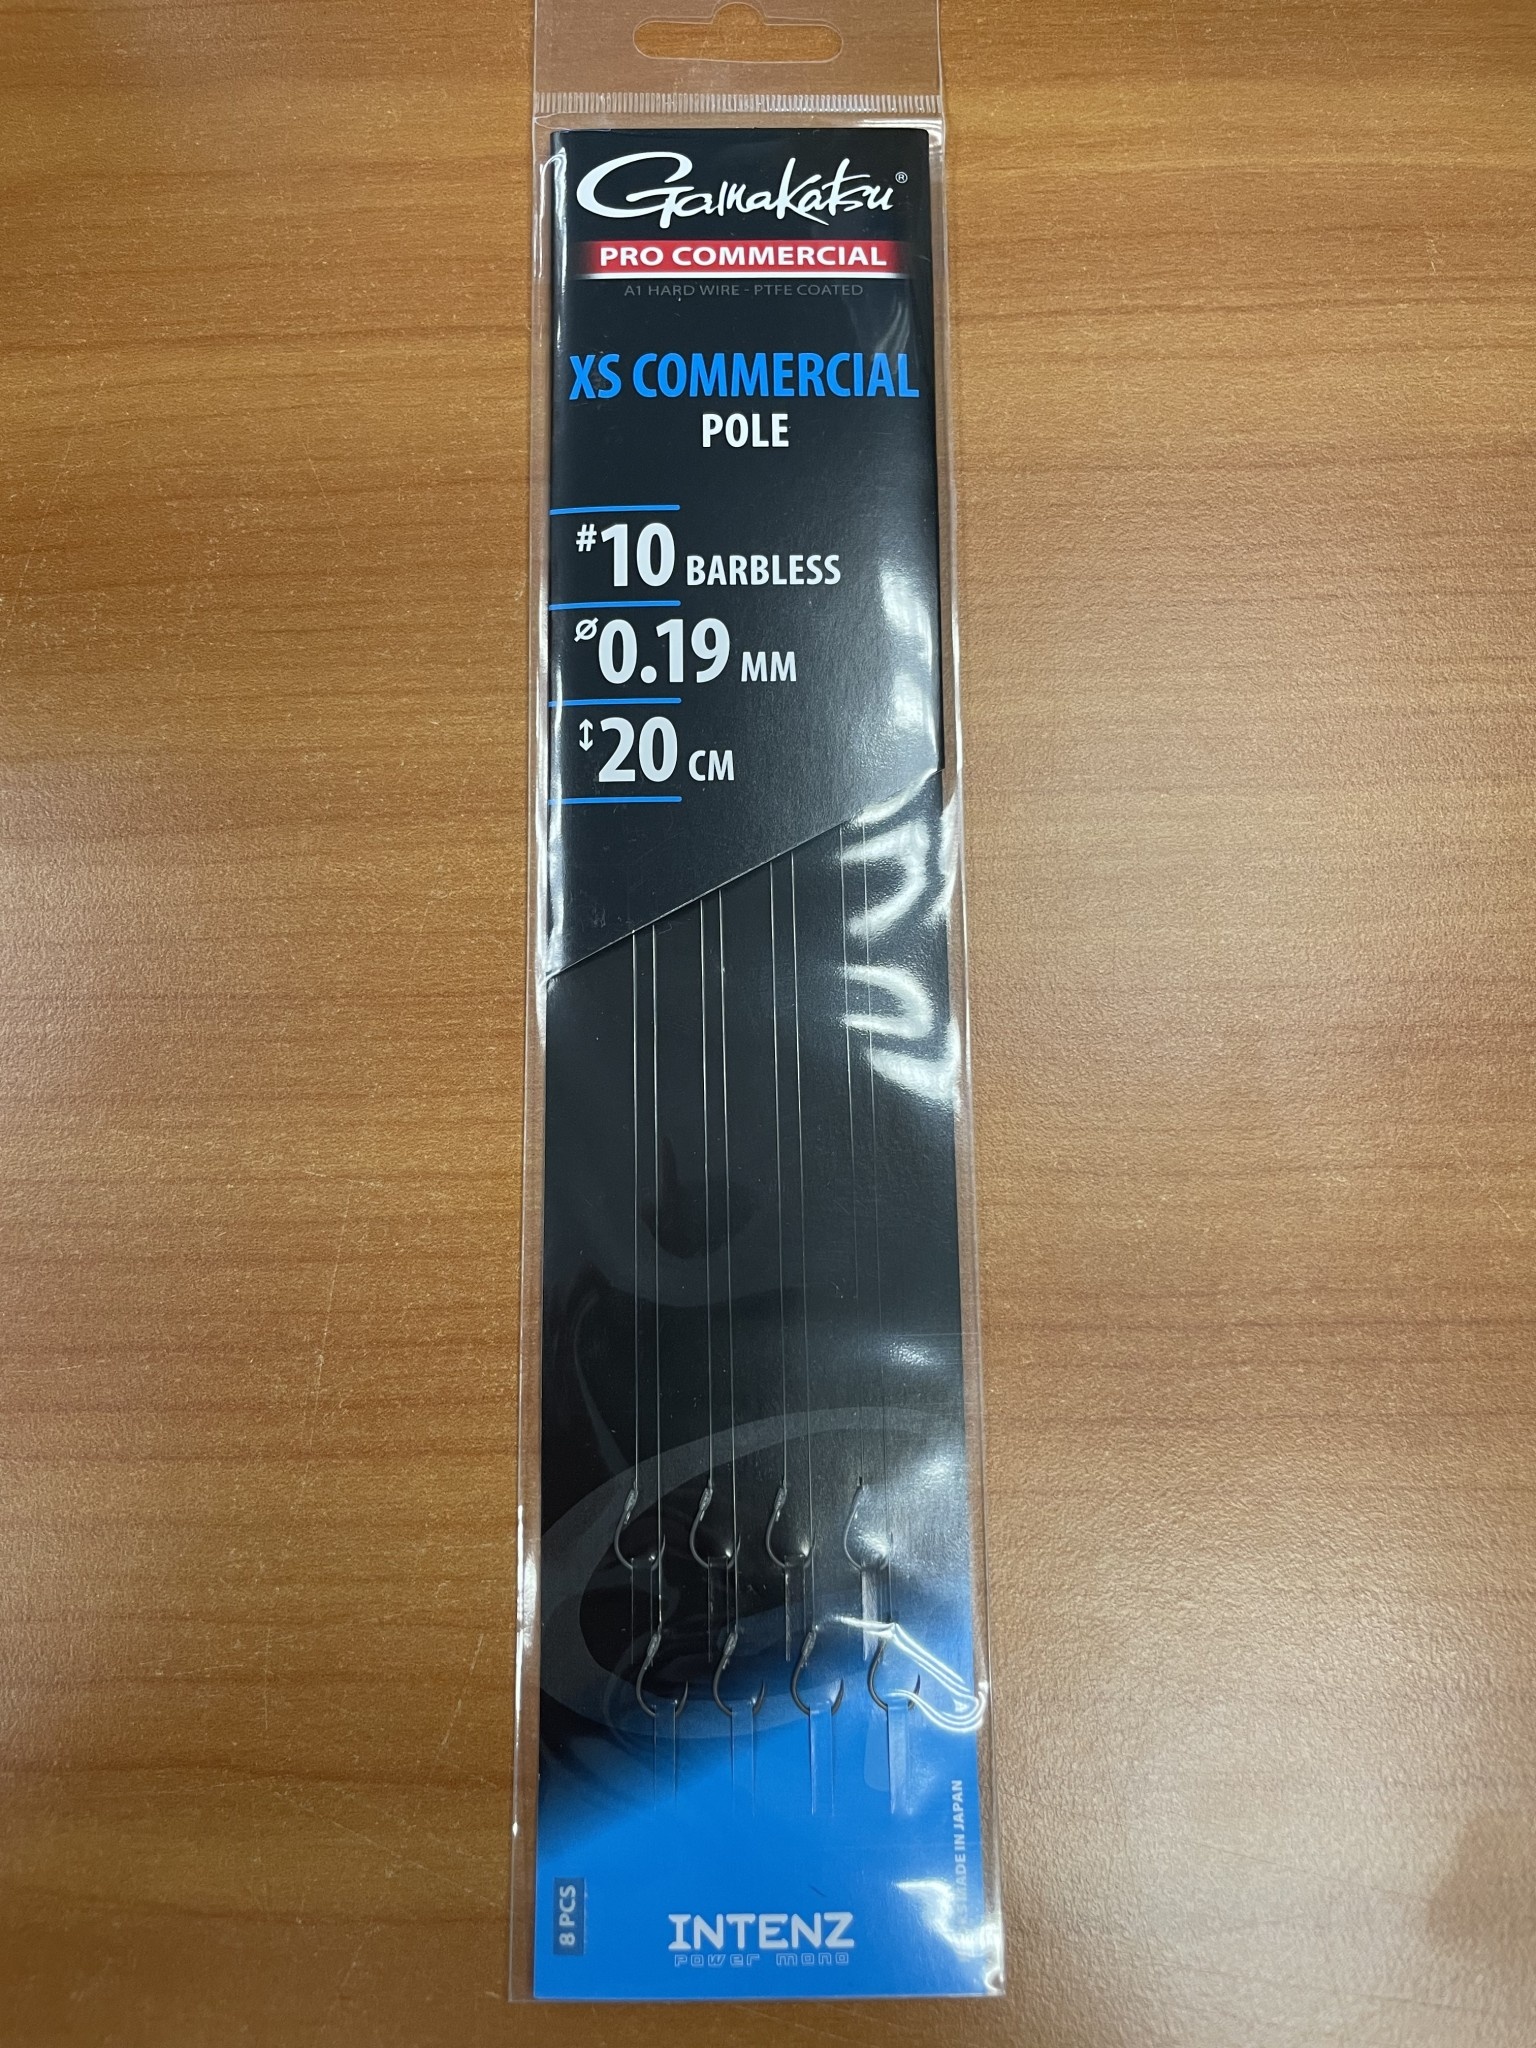 Gamakatsu®
PRO COMMERCIAL
A1 HARD WIRE - PTFE COATED
XS COMMERCIAL
POLE
#10 BARBLESS
⌀0.19 MM
↕20 CM
MADE IN JAPAN
8 PCS
INTENZ
POWER MONO